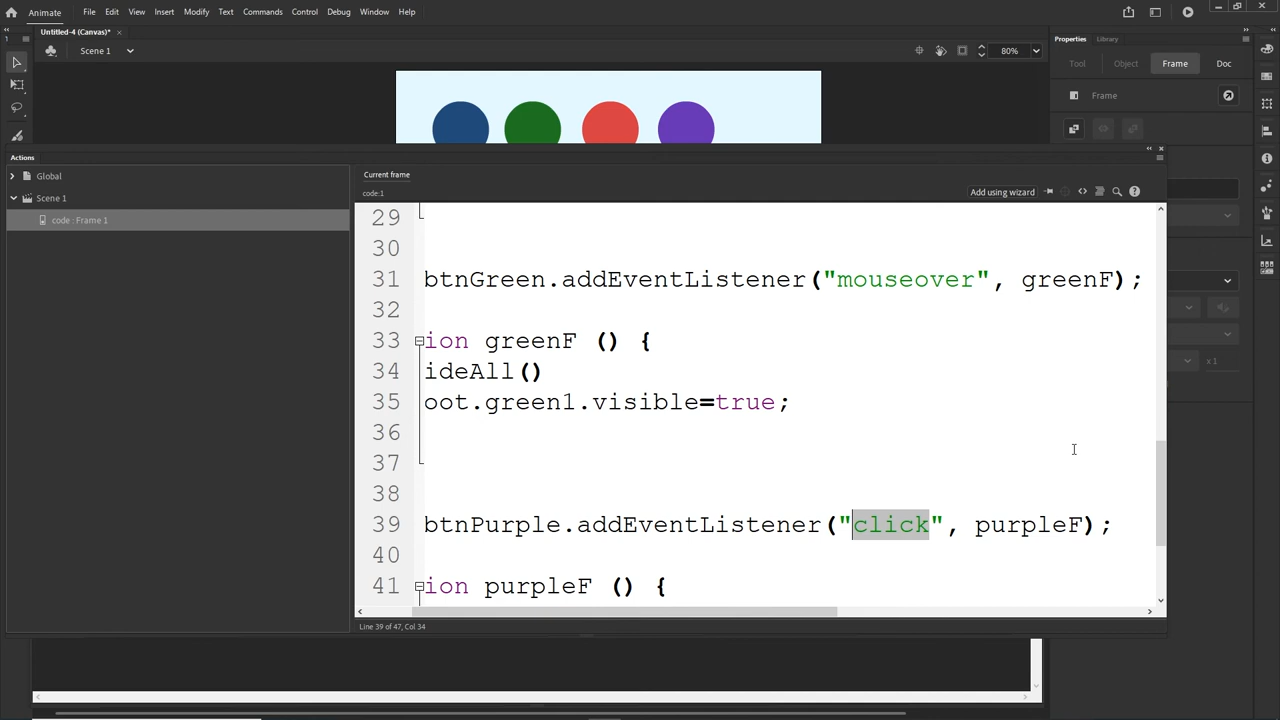 Animate File Edit View Insert Modify Text Commands Control Debug Window Help
Untitled-4 (Canvas)* ×
Scene 1 80%
Properties Library
Tool Object Frame Doc
Frame
Actions
Global
Scene 1
code : Frame 1
Current frame
code:1
Add using wizard
29
30
31 btnGreen.addEventListener("mouseover", greenF);
32
33 ion greenF () {
34 ideAll()
35 oot.green1.visible=true;
36
37
38
39 btnPurple.addEventListener("click", purpleF);
40
41 ion purpleF () {
Line 39 of 47, Col 34
x 1